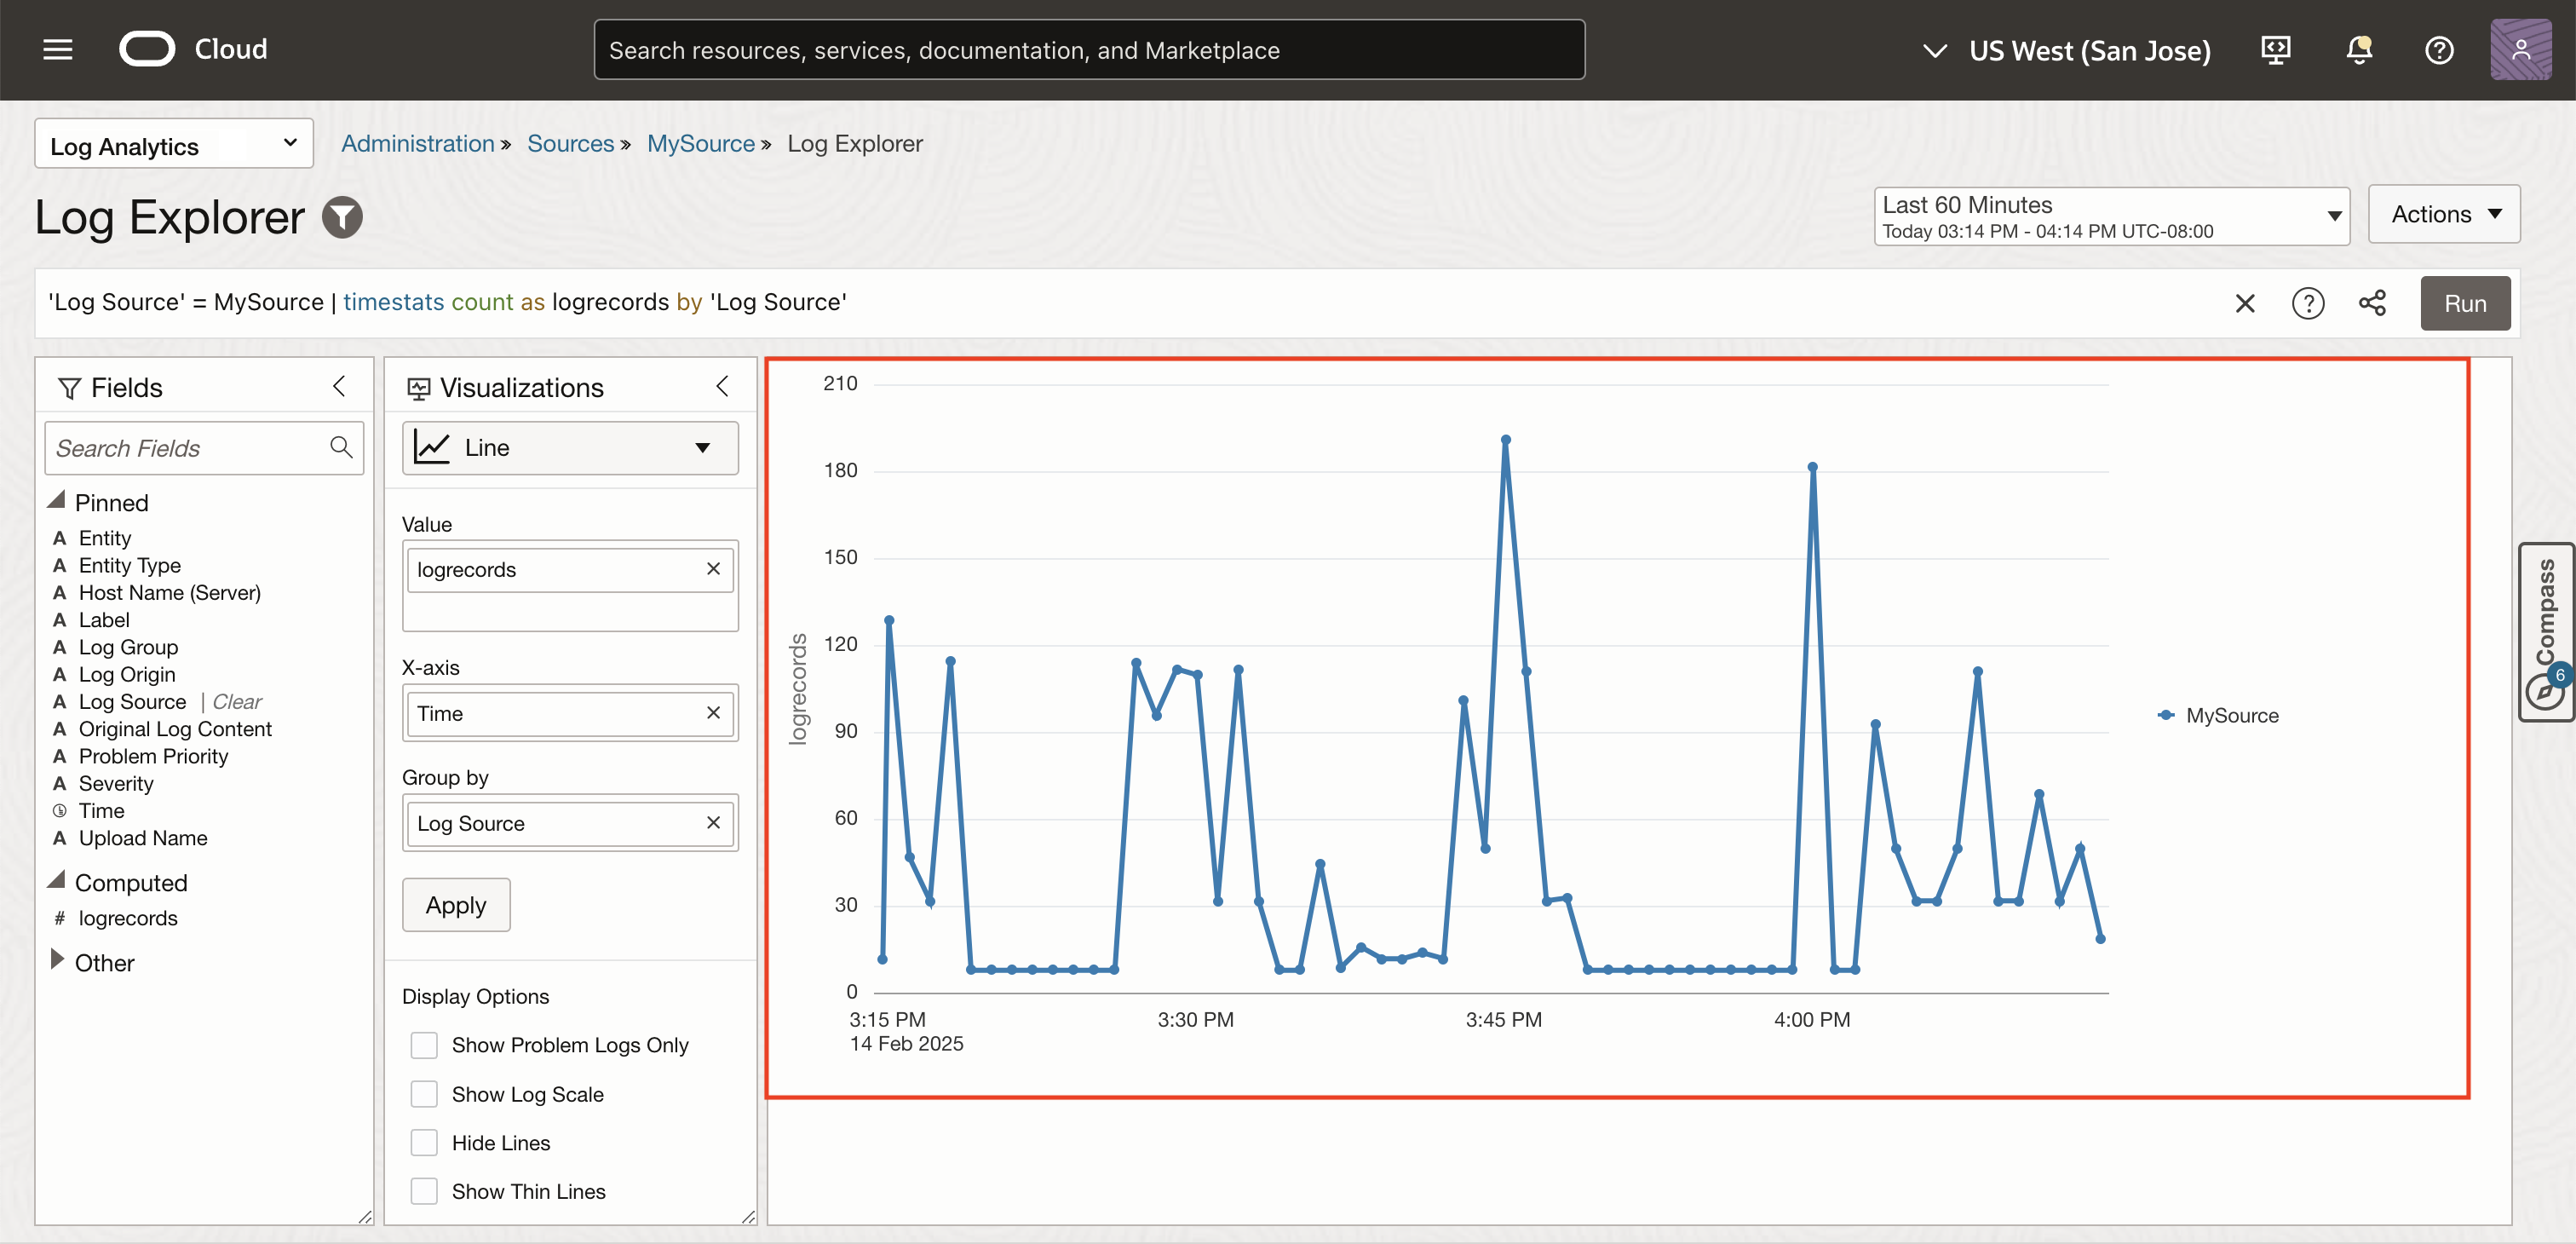 Cloud
Search resources, services, documentation, and Marketplace
US West (San Jose)
Log Analytics
Administration » Sources » MySource » Log Explorer
Log Explorer
Last 60 Minutes
Today 03:14 PM - 04:14 PM UTC-08:00
Actions
'Log Source' = MySource | timestats count as logrecords by 'Log Source'
Run
Fields
Search Fields
Pinned
A Entity
A Entity Type
A Host Name (Server)
A Label
A Log Group
A Log Origin
A Log Source | Clear
A Original Log Content
A Problem Priority
A Severity
Time
A Upload Name
Computed
# logrecords
Other
Visualizations
Line
Value
logrecords
X-axis
Time
Group by
Log Source
Apply
Display Options
Show Problem Logs Only
Show Log Scale
Hide Lines
Show Thin Lines
logrecords
210
180
150
120
90
60
30
0
3:15 PM
14 Feb 2025
3:30 PM
3:45 PM
4:00 PM
MySource
Compass
6